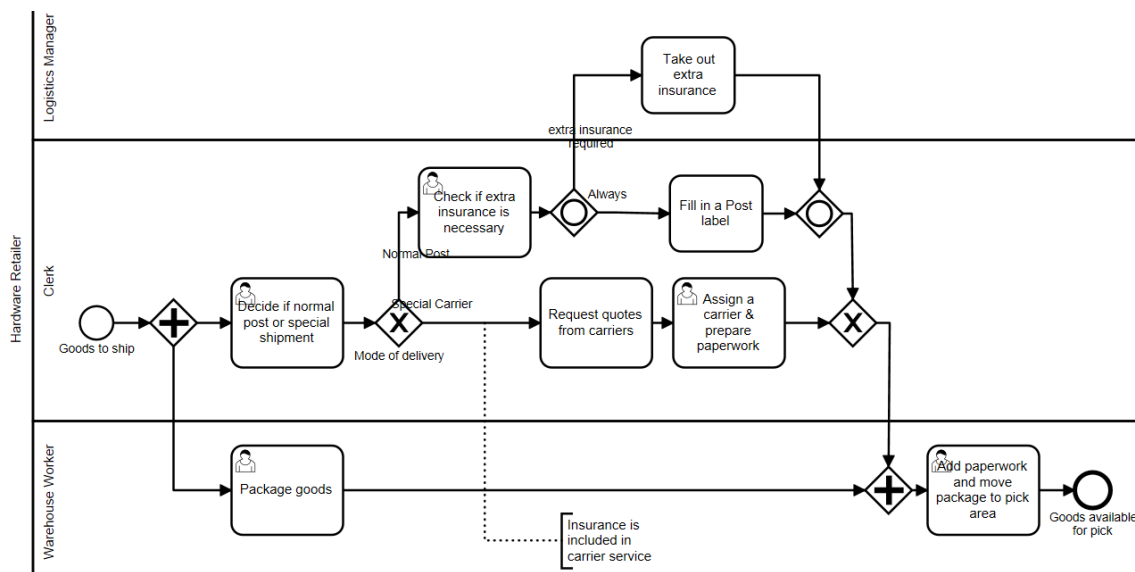 Hardware Retailer
Logistics Manager
Take out
extra
insurance
extra insurance
required
Clerk
Check if extra
insurance is
necessary
Always
Fill in a Post
label
Normal Post
Special Carrier
Goods to ship
Decide if normal
post or special
shipment
Mode of delivery
Request quotes
from carriers
Assign a
carrier &
prepare
paperwork
Warehouse Worker
Package goods
Insurance is
included in
carrier service
Add paperwork
and move
package to pick
area
Goods available
for pick